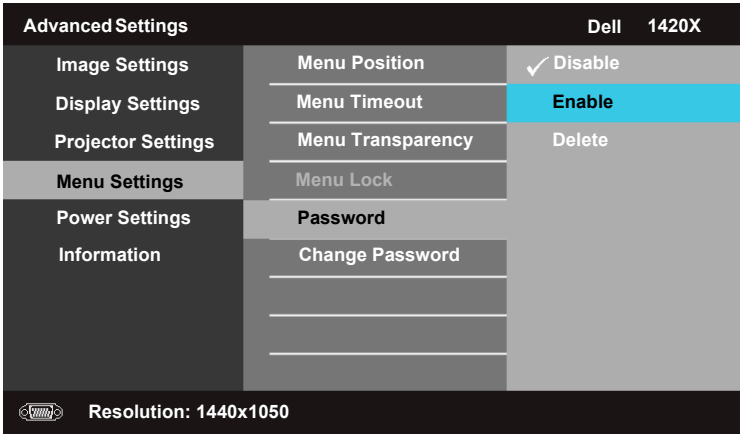 Advanced Settings
Dell 1420X
Image Settings
Display Settings
Projector Settings
Menu Settings
Power Settings
Information
Menu Position
Menu Timeout
Menu Transparency
Menu Lock
Password
Change Password
Disable
Enable
Delete
Resolution: 1440x1050